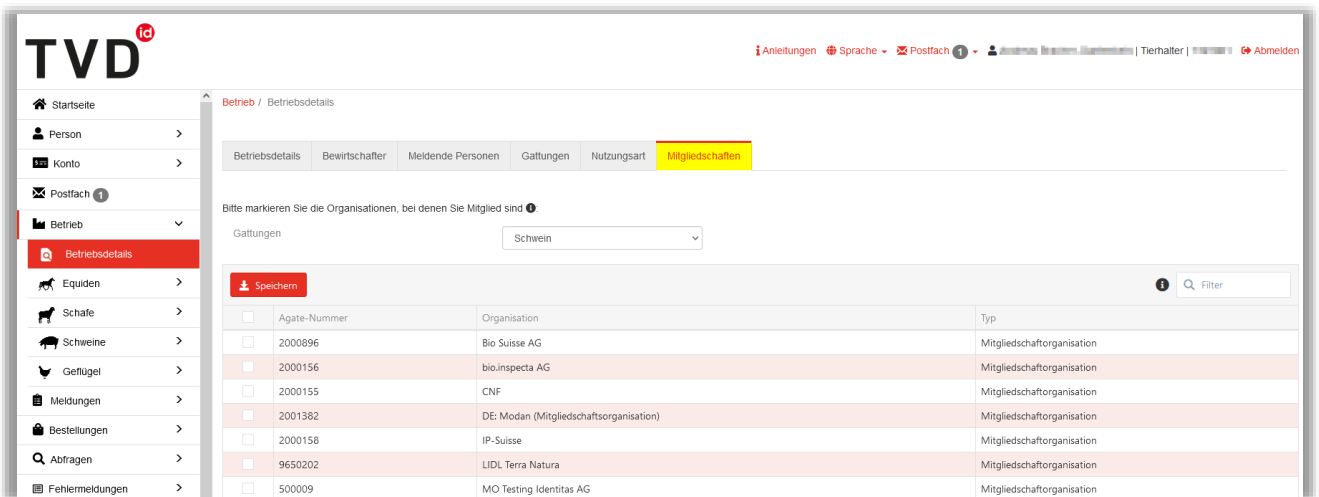 TVD id
Anleitungen Sprache Postfach 1 | Tierhalter | Abmelden
Startseite
Betrieb / Betriebsdetails
Person
Betriebsdetails Bewirtschafter Meldende Personen Gattungen Nutzungsart Mitgliedschaften
Konto
Postfach 1
Bitte markieren Sie die Organisationen, bei denen Sie Mitglied sind :
Betrieb
Gattungen Schwein
Betriebsdetails
Equiden
Speichern Filter
Schafe
Agate-Nummer Organisation Typ
Schweine
2000896 Bio Suisse AG Mitgliedschaftorganisation
Geflügel
2000156 bio.inspecta AG Mitgliedschaftorganisation
2000155 CNF Mitgliedschaftorganisation
Meldungen
2001382 DE: Modan (Mitgliedschaftsorganisation) Mitgliedschaftorganisation
Bestellungen
2000158 IP-Suisse Mitgliedschaftorganisation
Abfragen
9650202 LIDL Terra Natura Mitgliedschaftorganisation
Fehlermeldungen
500009 MO Testing Identitas AG Mitgliedschaftorganisation